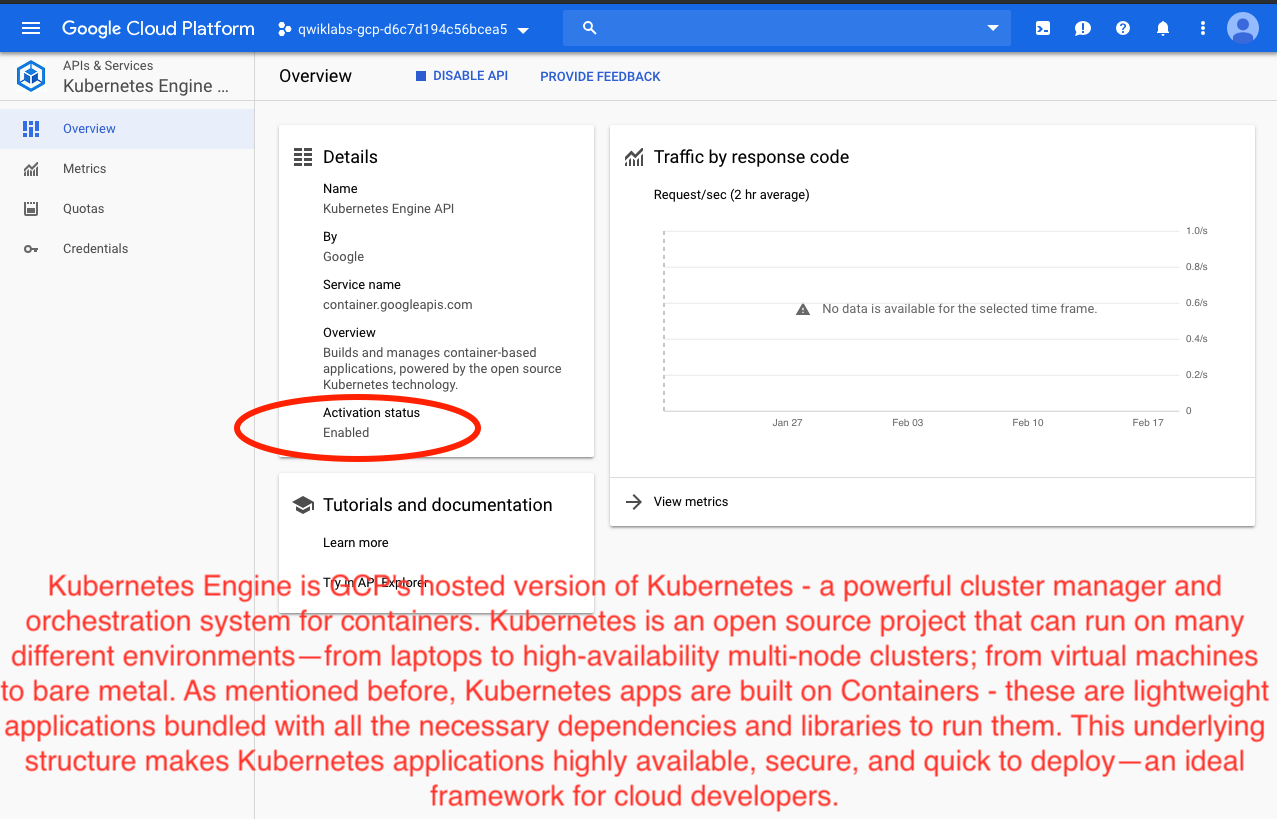 Google Cloud Platform
qwiklabs-gcp-d6c7d194c56bcea5
APIs & Services
Kubernetes Engine ...
Overview
DISABLE API
PROVIDE FEEDBACK
Overview
Metrics
Quotas
Credentials
Details
Name
Kubernetes Engine API
By
Google
Service name
container.googleapis.com
Overview
Builds and manages container-based
applications, powered by the open source
Kubernetes technology.
Activation status
Enabled
Traffic by response code
Request/sec (2 hr average)
1.0/s
0.8/s
0.6/s
0.4/s
0.2/s
0
No data is available for the selected time frame.
Jan 27
Feb 03
Feb 10
Feb 17
View metrics
Tutorials and documentation
Learn more
Try in API Explorer
Kubernetes Engine is GCP's hosted version of Kubernetes - a powerful cluster manager and
orchestration system for containers. Kubernetes is an open source project that can run on many
different environments—from laptops to high-availability multi-node clusters; from virtual machines
to bare metal. As mentioned before, Kubernetes apps are built on Containers - these are lightweight
applications bundled with all the necessary dependencies and libraries to run them. This underlying
structure makes Kubernetes applications highly available, secure, and quick to deploy—an ideal
framework for cloud developers.